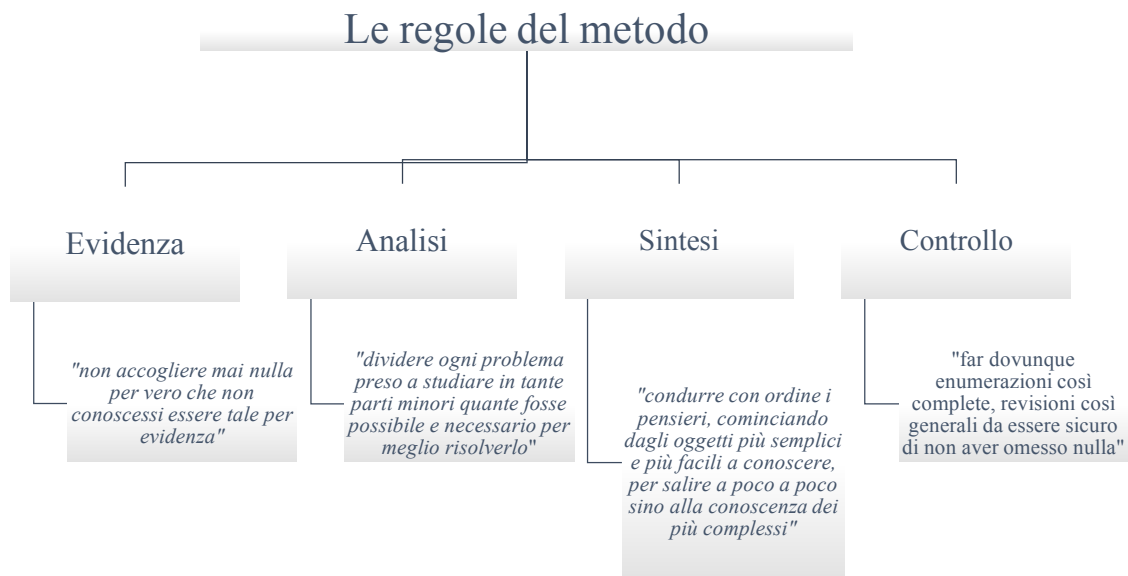 Le regole del metodo
Evidenza
"non accogliere mai nulla
per vero che non
conoscessi essere tale per
evidenza"
Analisi
"dividere ogni problema
preso a studiare in tante
parti minori quante fosse
possibile e necessario per
meglio risolverlo"
Sintesi
"condurre con ordine i
pensieri, cominciando
dagli oggetti più semplici
e più facili a conoscere,
per salire a poco a poco
sino alla conoscenza dei
più complessi"
Controllo
"far dovunque
enumerazioni così
complete, revisioni così
generali da essere sicuro
di non aver omesso nulla"